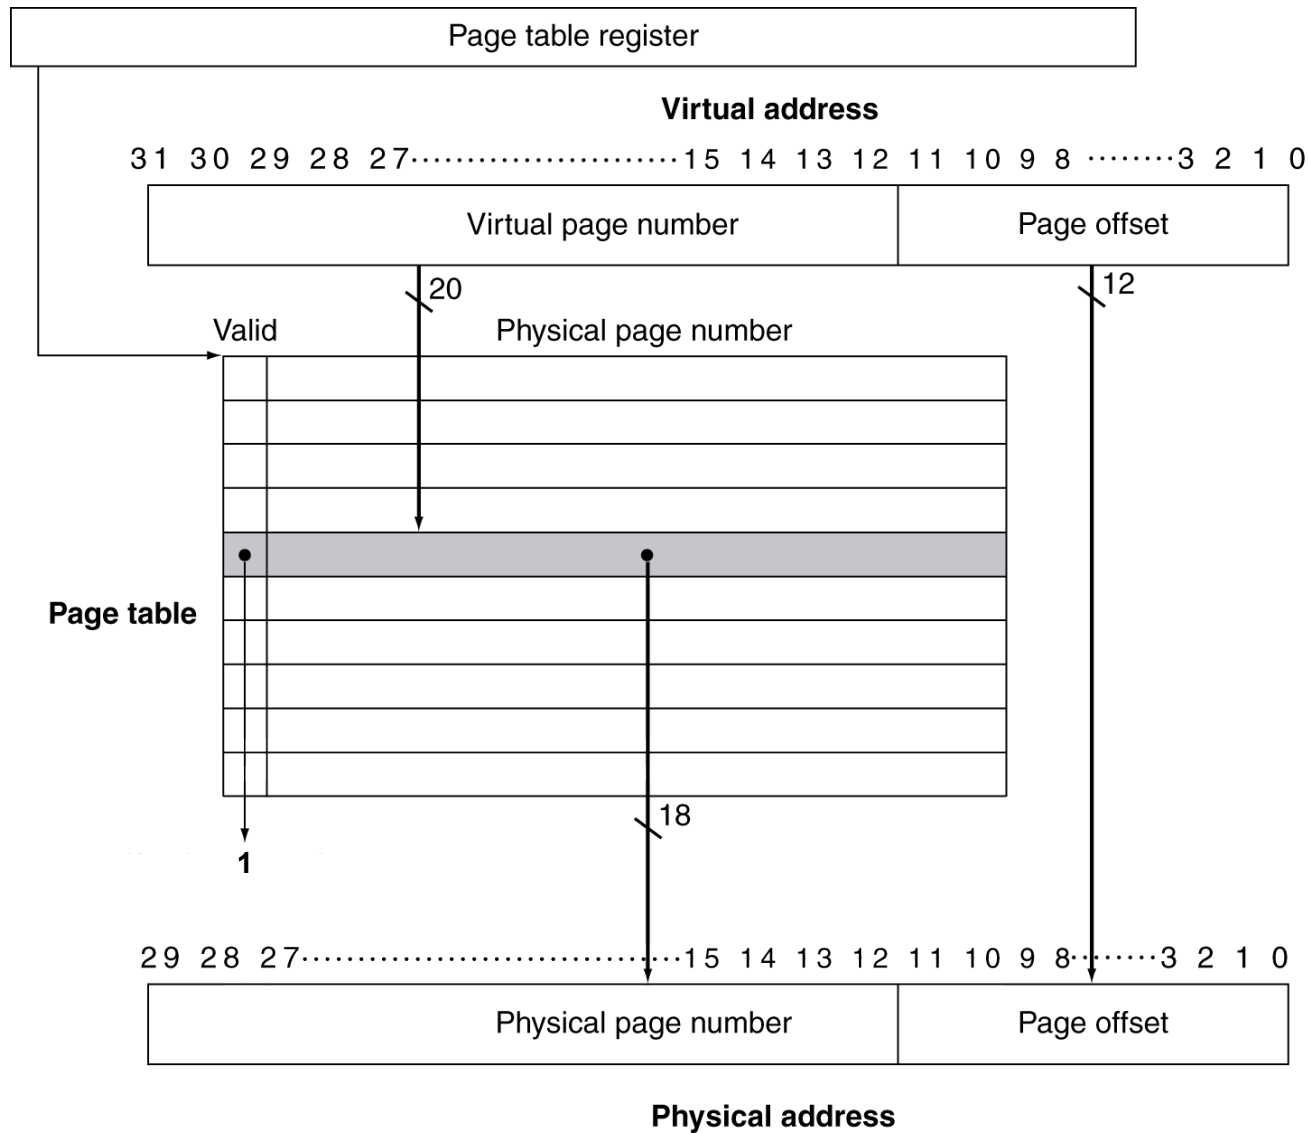 Page table register
Virtual address
31 30 29 28 27........................15 14 13 12 11 10 9 8 ........3 2 1 0
Virtual page number Page offset
20 12
Valid Physical page number
Page table
18
1
29 28 27..................................15 14 13 12 11 10 9 8........3 2 1 0
Physical page number Page offset
Physical address